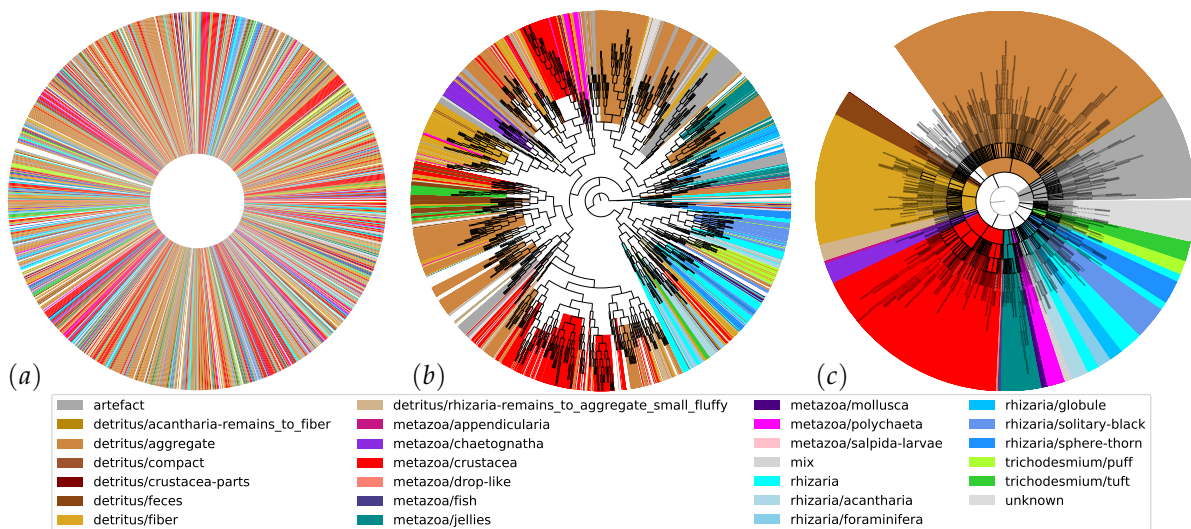 (a)
(b)
(c)
artefact
detritus/acantharia-remains_to_fiber
detritus/aggregate
detritus/compact
detritus/crustacea-parts
detritus/feces
detritus/fiber
detritus/rhizaria-remains_to_aggregate_small_fluffy
metazoa/appendicularia
metazoa/chaetognatha
metazoa/crustacea
metazoa/drop-like
metazoa/fish
metazoa/jellies
metazoa/mollusca
metazoa/polychaeta
metazoa/salpida-larvae
mix
rhizaria
rhizaria/acantharia
rhizaria/foraminifera
rhizaria/globule
rhizaria/solitary-black
rhizaria/sphere-thorn
trichodesmium/puff
trichodesmium/tuft
unknown